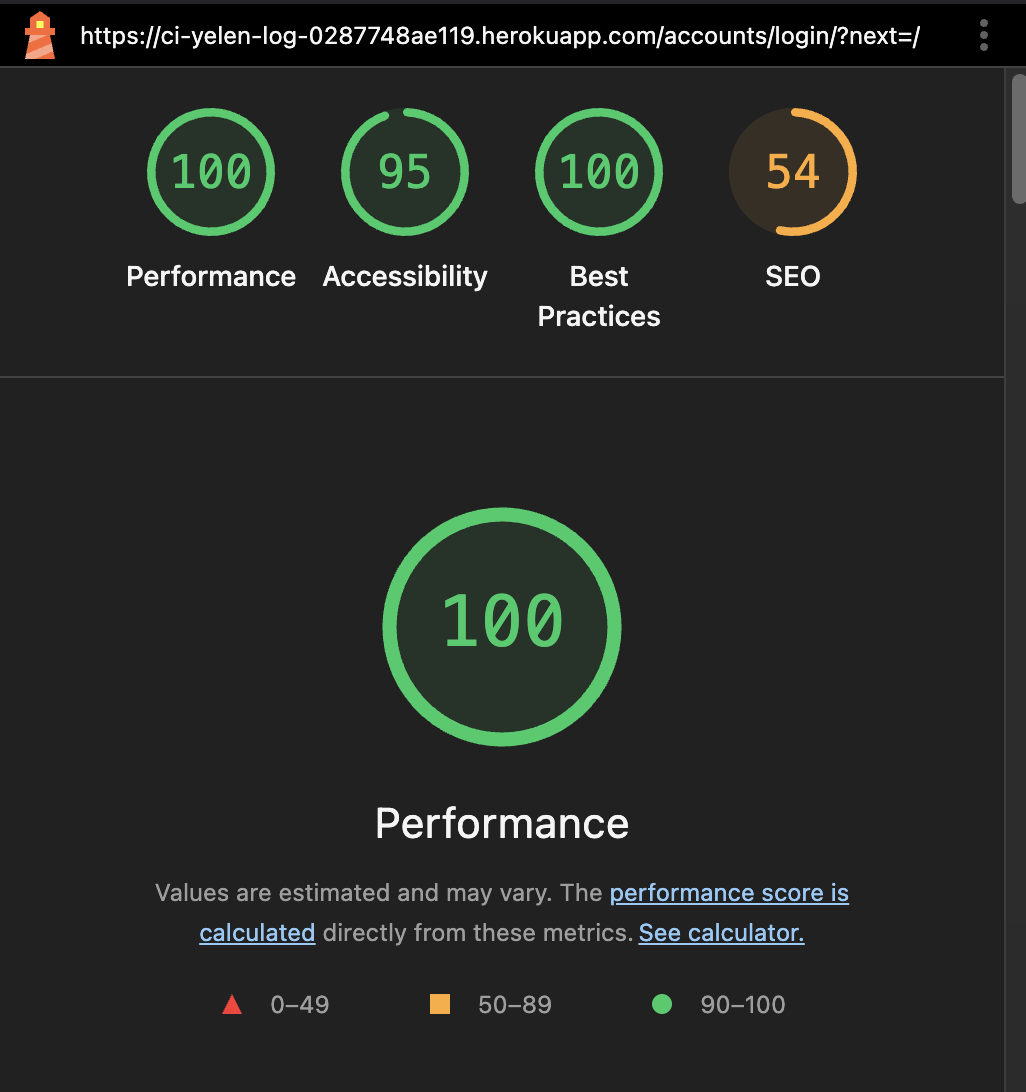 https://ci-yelen-log-0287748ae119.herokuapp.com/accounts/login/?next=/
100
95
100
54
Performance
Accessibility
Best
Practices
SEO
100
Performance
Values are estimated and may vary. The performance score is
calculated directly from these metrics. See calculator.
0–49
50–89
90–100